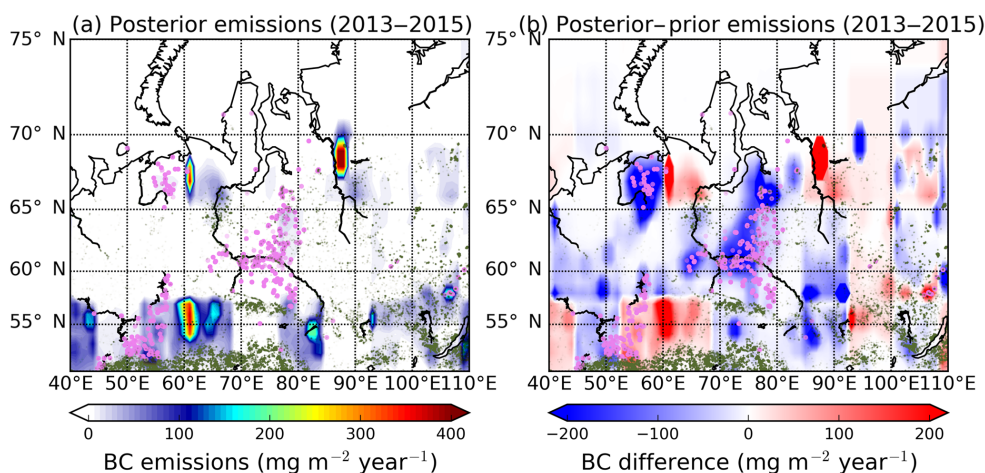 (a) Posterior emissions (2013–2015)
75° N
70° N
65° N
60° N
55° N
40°E 50°E 60°E 70°E 80°E 90°E 100°E 110°E
0 100 200 300 400
BC emissions (mg m⁻² year⁻¹)
(b) Posterior–prior emissions (2013–2015)
75° N
70° N
65° N
60° N
55° N
40°E 50°E 60°E 70°E 80°E 90°E 100°E 110°E
−200 −100 0 100 200
BC difference (mg m⁻² year⁻¹)